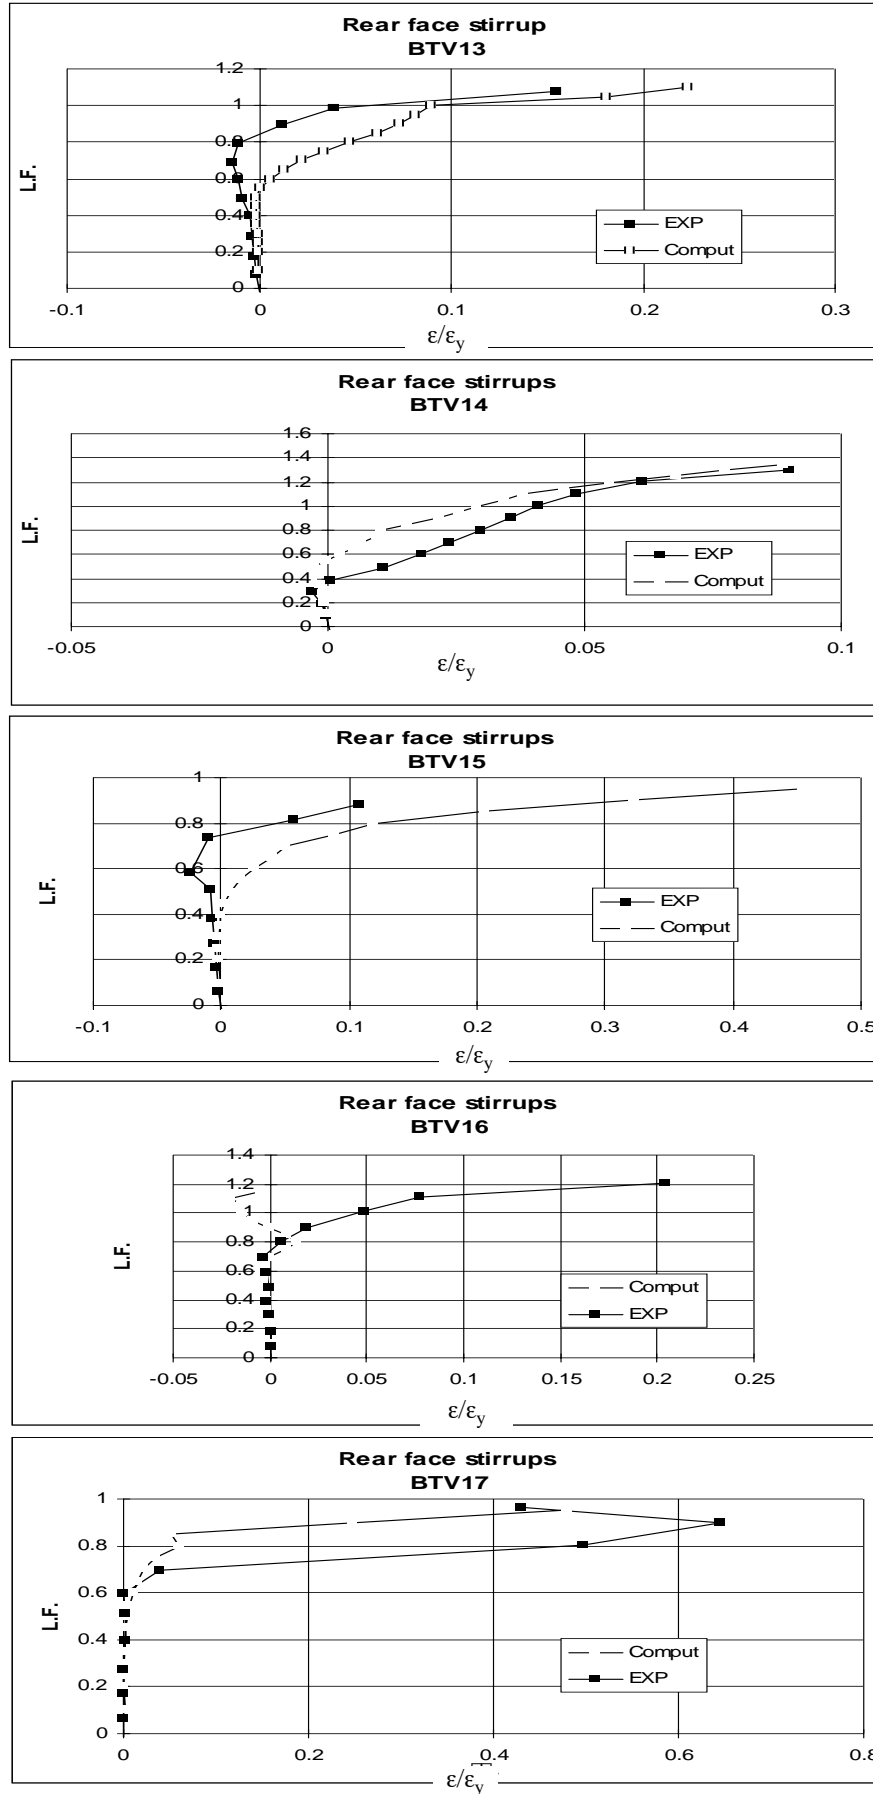 Rear face stirrup
BTV13
1.2
1
0.8
0.6
0.4
0.2
0
L.F.
EXP
Comput
-0.1
0
0.1
0.2
0.3
ε/εy
Rear face stirrups
BTV14
1.6
1.4
1.2
1
0.8
0.6
0.4
0.2
0
L.F.
EXP
Comput
-0.05
0
0.05
0.1
ε/εy
Rear face stirrups
BTV15
1
0.8
0.6
0.4
0.2
0
L.F.
EXP
Comput
-0.1
0
0.1
0.2
0.3
0.4
0.5
ε/εy
Rear face stirrups
BTV16
1.4
1.2
1
0.8
0.6
0.4
0.2
0
L.F.
Comput
EXP
-0.05
0
0.05
0.1
0.15
0.2
0.25
ε/εy
Rear face stirrups
BTV17
1
0.8
0.6
0.4
0.2
0
L.F.
Comput
EXP
0
0.2
0.4
0.6
0.8
ε/εy